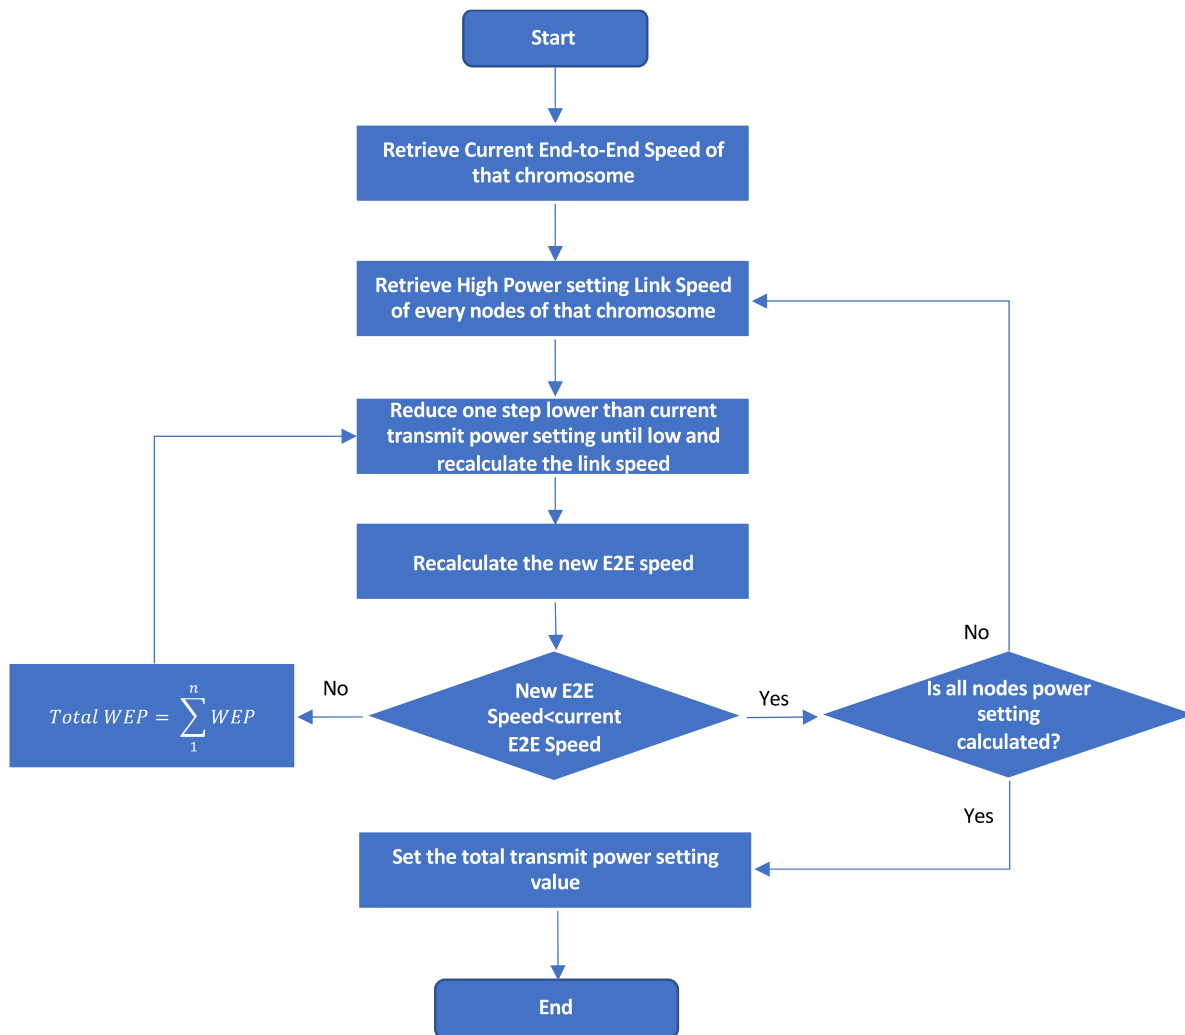 Start
Retrieve Current End-to-End Speed of
that chromosome
Retrieve High Power setting Link Speed
of every nodes of that chromosome
Reduce one step lower than current
transmit power setting until low and
recalculate the link speed
Recalculate the new E2E speed
New E2E
Speed<current
E2E Speed
No
Total WEP = ∑ WEP
n
1
Yes
Is all nodes power
setting
calculated?
No
Yes
Set the total transmit power setting
value
End